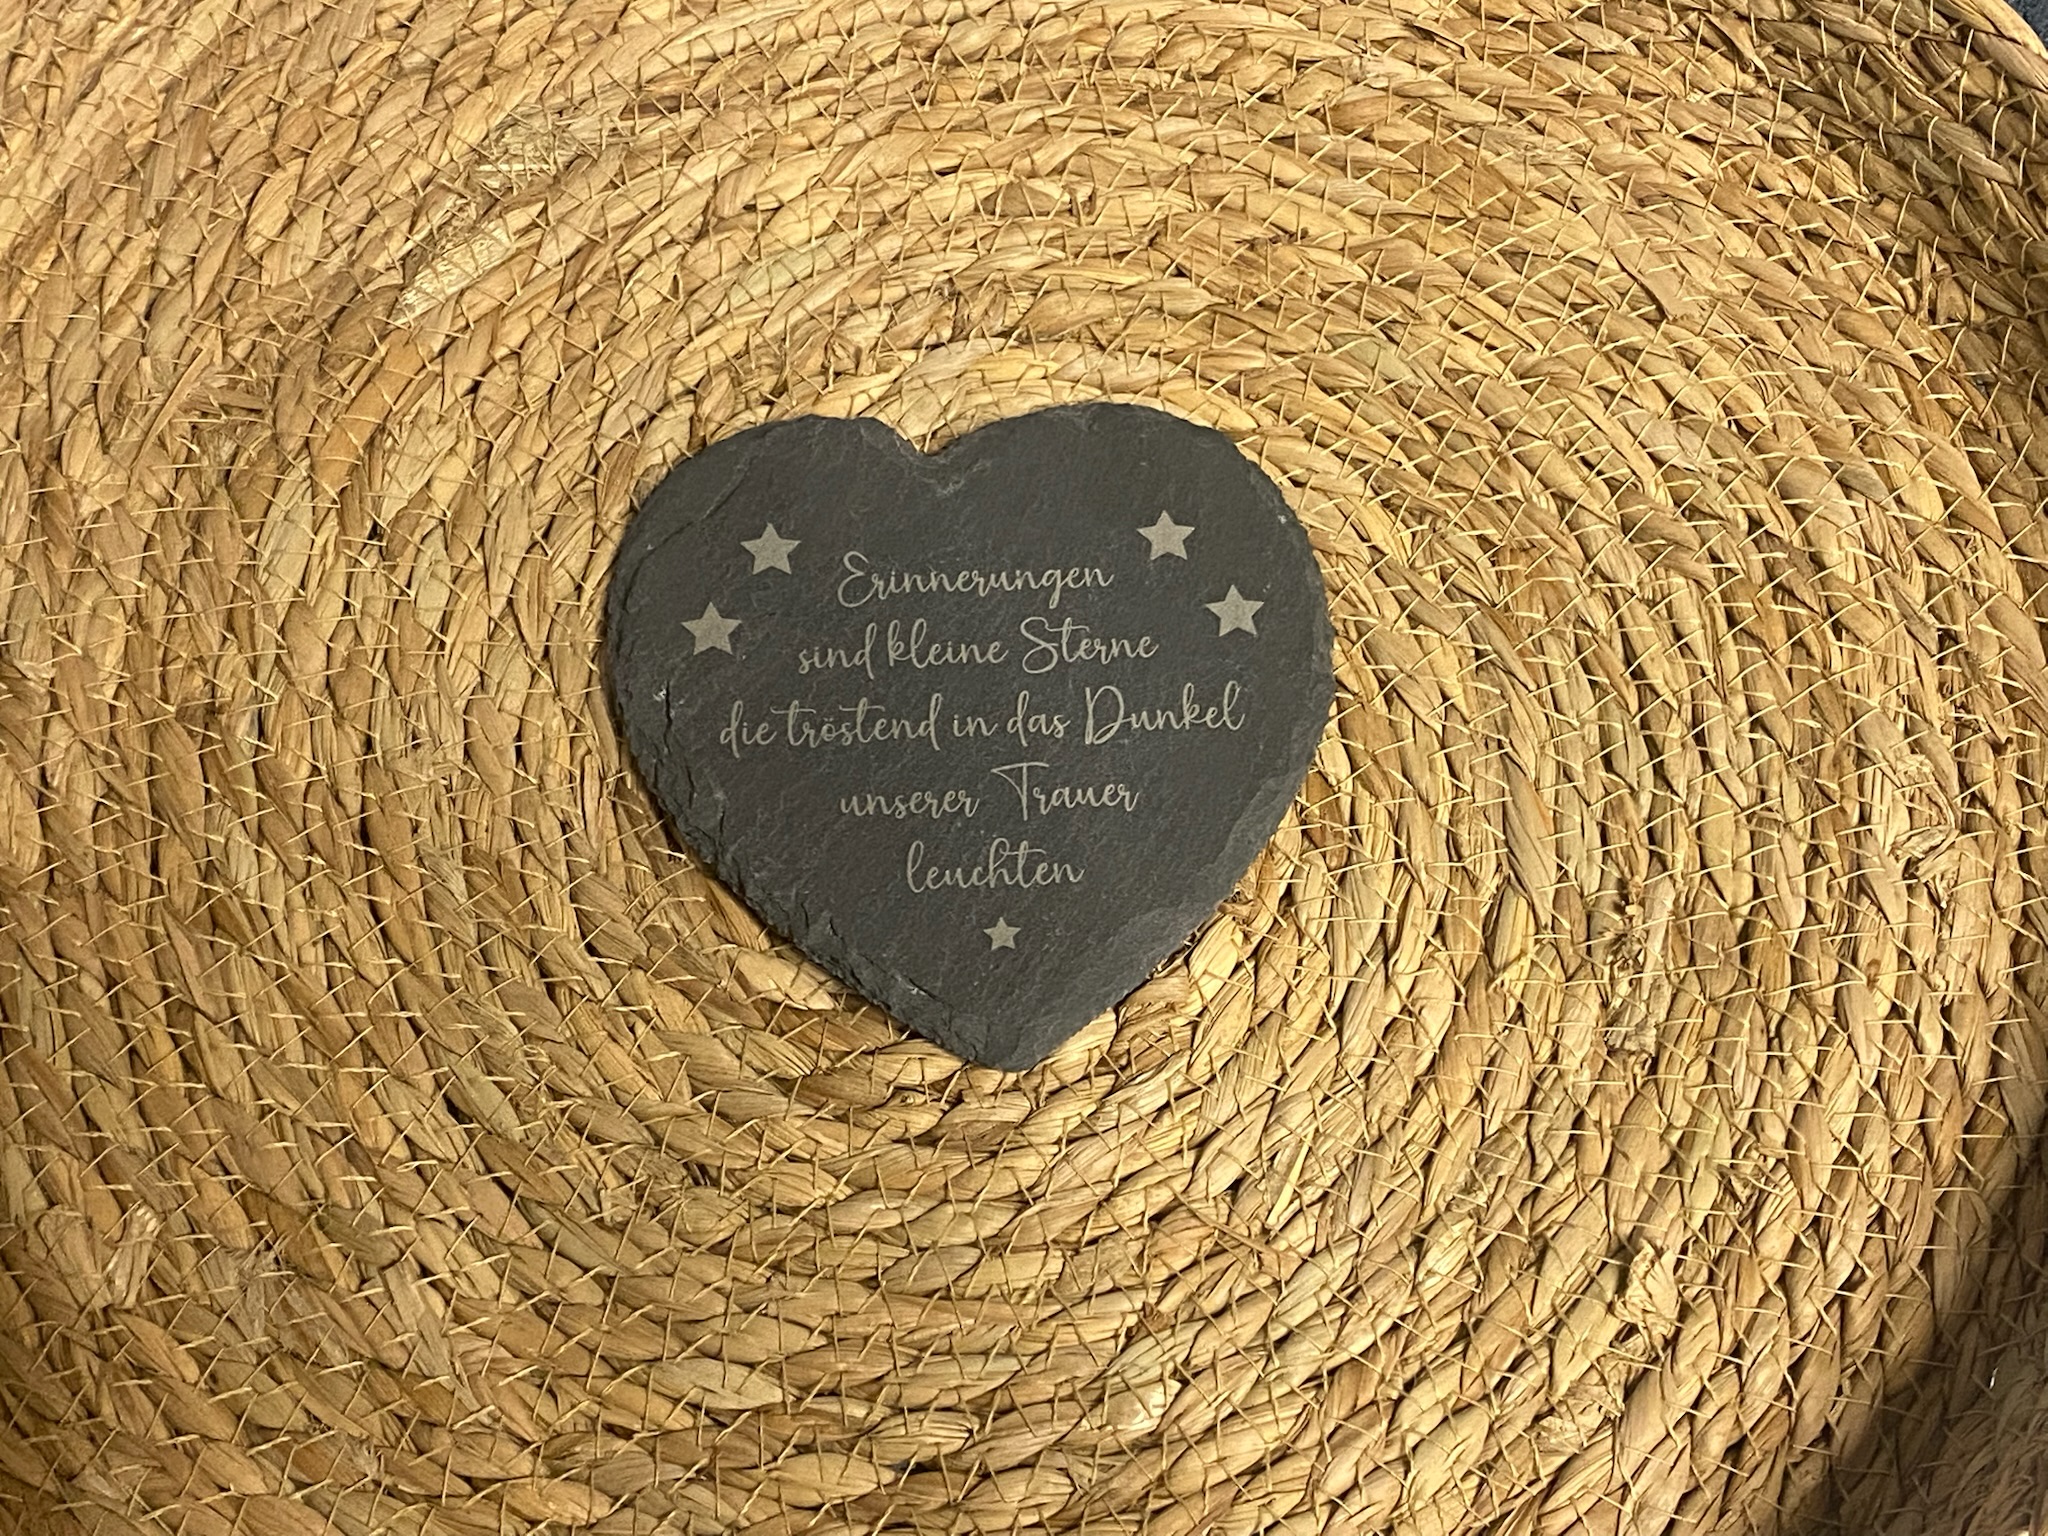 Erinnerungen
sind kleine Sterne
die tröstend in das Dunkel
unserer Trauer
leuchten